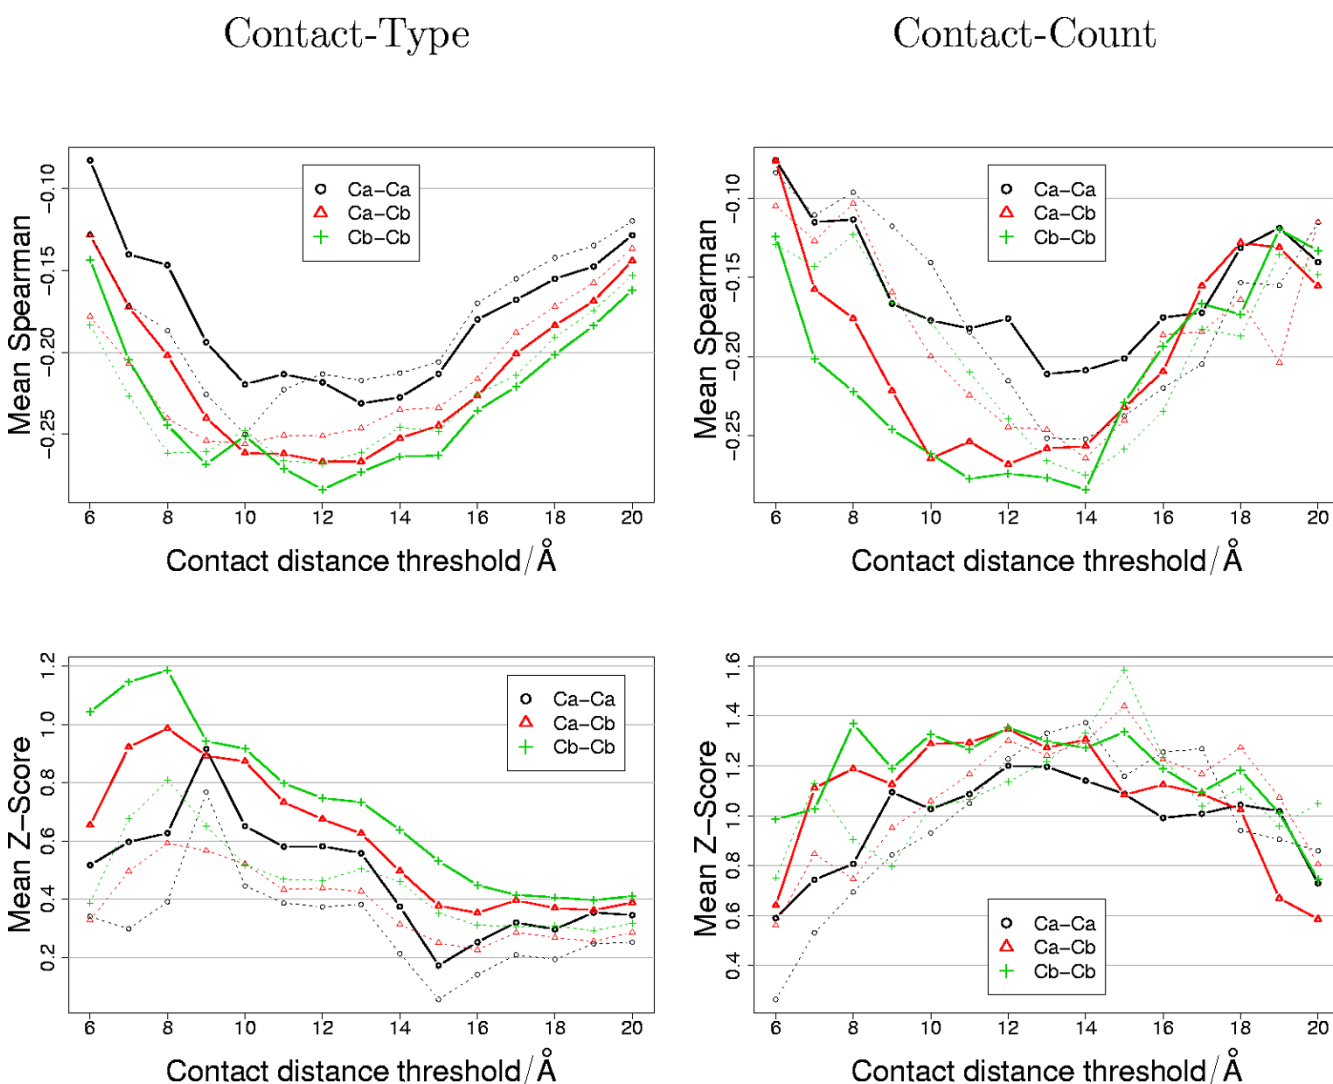 Contact-Type
Contact-Count
Mean Spearman
−0.10
−0.15
−0.20
−0.25
Ca−Ca
Ca−Cb
Cb−Cb
6 8 10 12 14 16 18 20
Contact distance threshold/Å
Mean Spearman
−0.10
−0.15
−0.20
−0.25
Ca−Ca
Ca−Cb
Cb−Cb
6 8 10 12 14 16 18 20
Contact distance threshold/Å
Mean Z−Score
1.2
1.0
0.8
0.6
0.4
0.2
Ca−Ca
Ca−Cb
Cb−Cb
6 8 10 12 14 16 18 20
Contact distance threshold/Å
Mean Z−Score
1.6
1.4
1.2
1.0
0.8
0.6
0.4
Ca−Ca
Ca−Cb
Cb−Cb
6 8 10 12 14 16 18 20
Contact distance threshold/Å